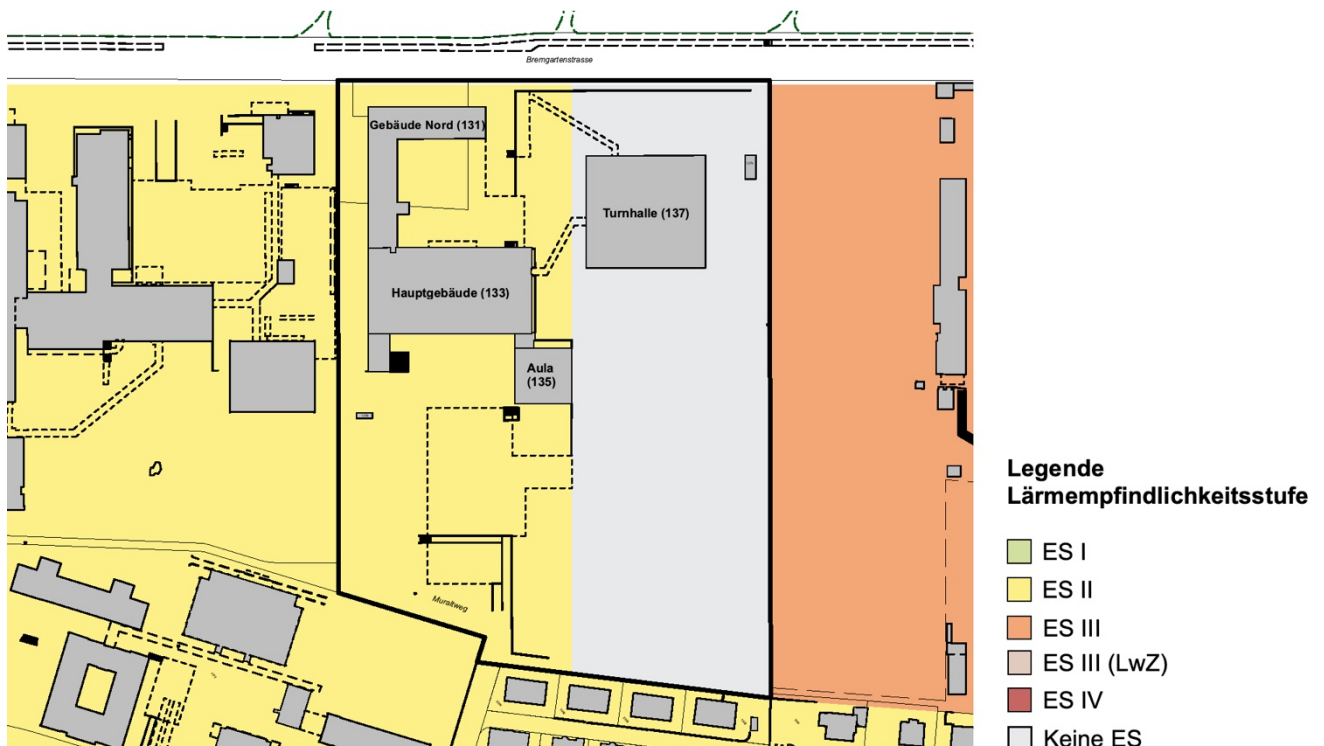 Bremgartenstrasse
Gebäude Nord (131)
Turnhalle (137)
Hauptgebäude (133)
Aula
(135)
Muraltweg
Legende
Lärmempfindlichkeitsstufe
ES I
ES II
ES III
ES III (LwZ)
ES IV
Keine ES